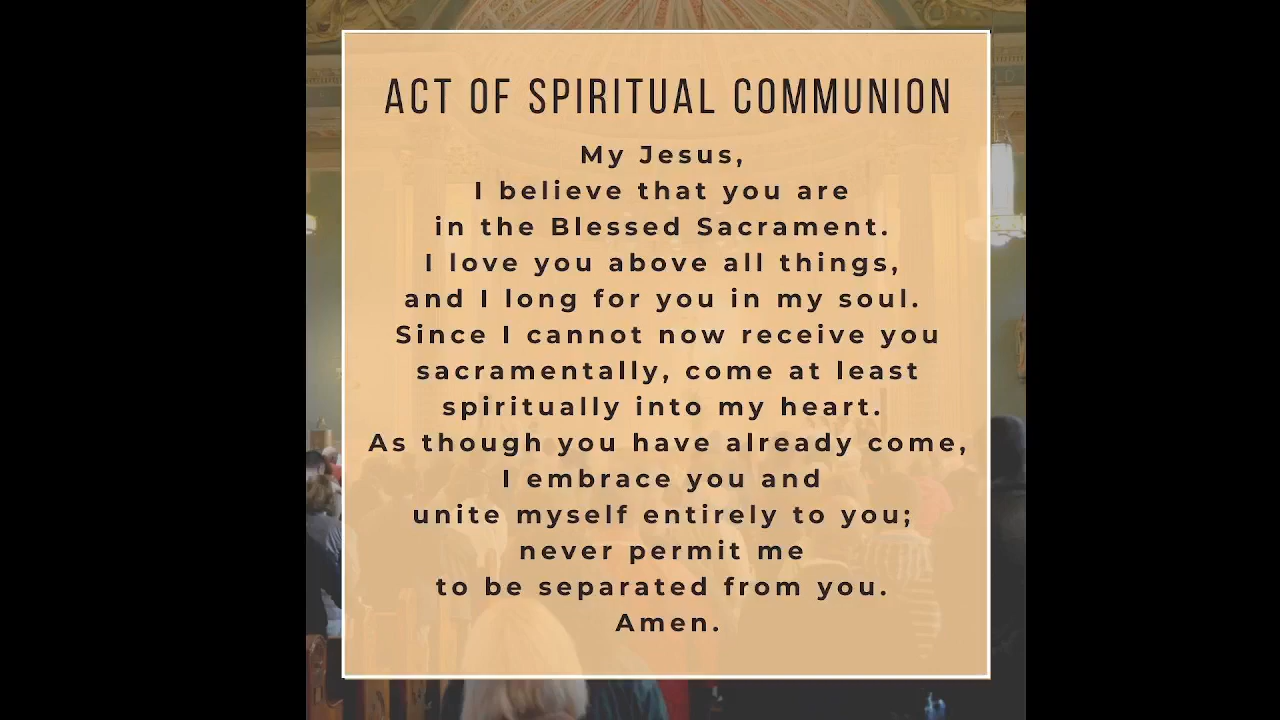 ACT OF SPIRITUAL COMMUNION
My Jesus,
I believe that you are
in the Blessed Sacrament.
I love you above all things,
and I long for you in my soul.
Since I cannot now receive you
sacramentally, come at least
spiritually into my heart.
As though you have already come,
I embrace you and
unite myself entirely to you;
never permit me
to be separated from you.
Amen.